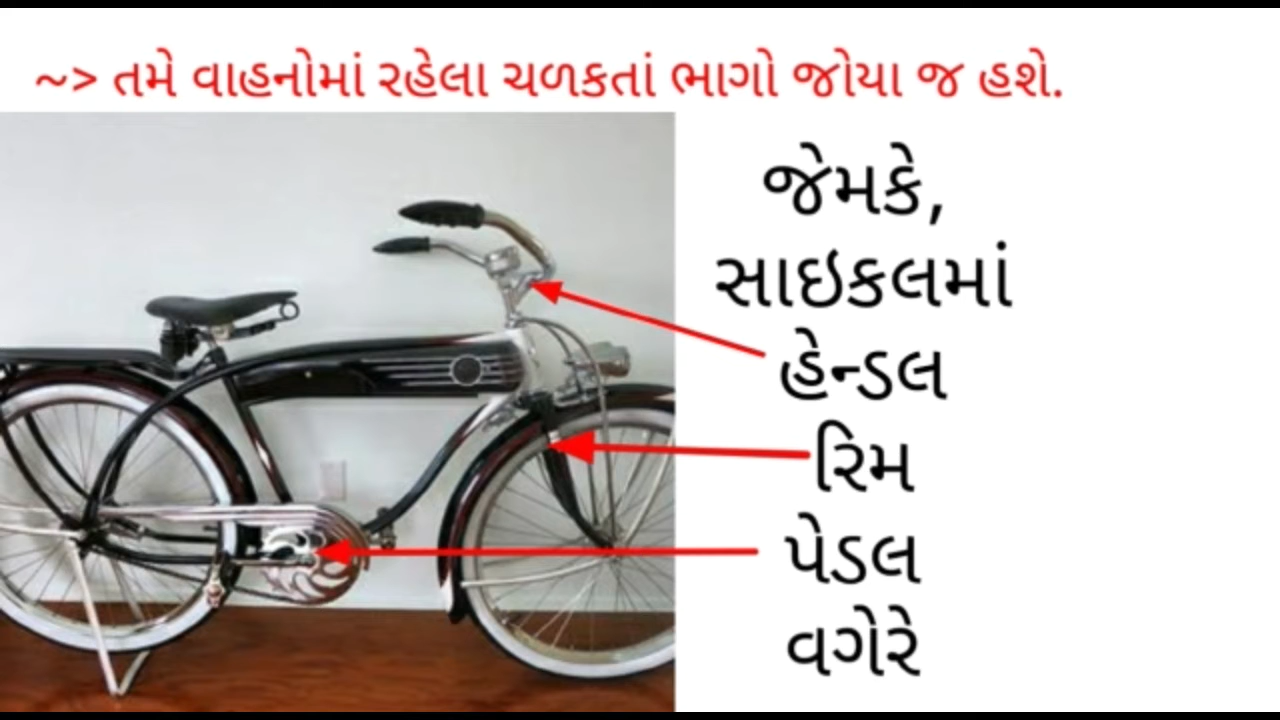 ~> તમે વાહનોમાં રહેલા ચળકતાં ભાગો જોયા જ હશે.
જેમકે,
સાઇકલમાં
હેન્ડલ
રિમ
પેડલ
વગેરે